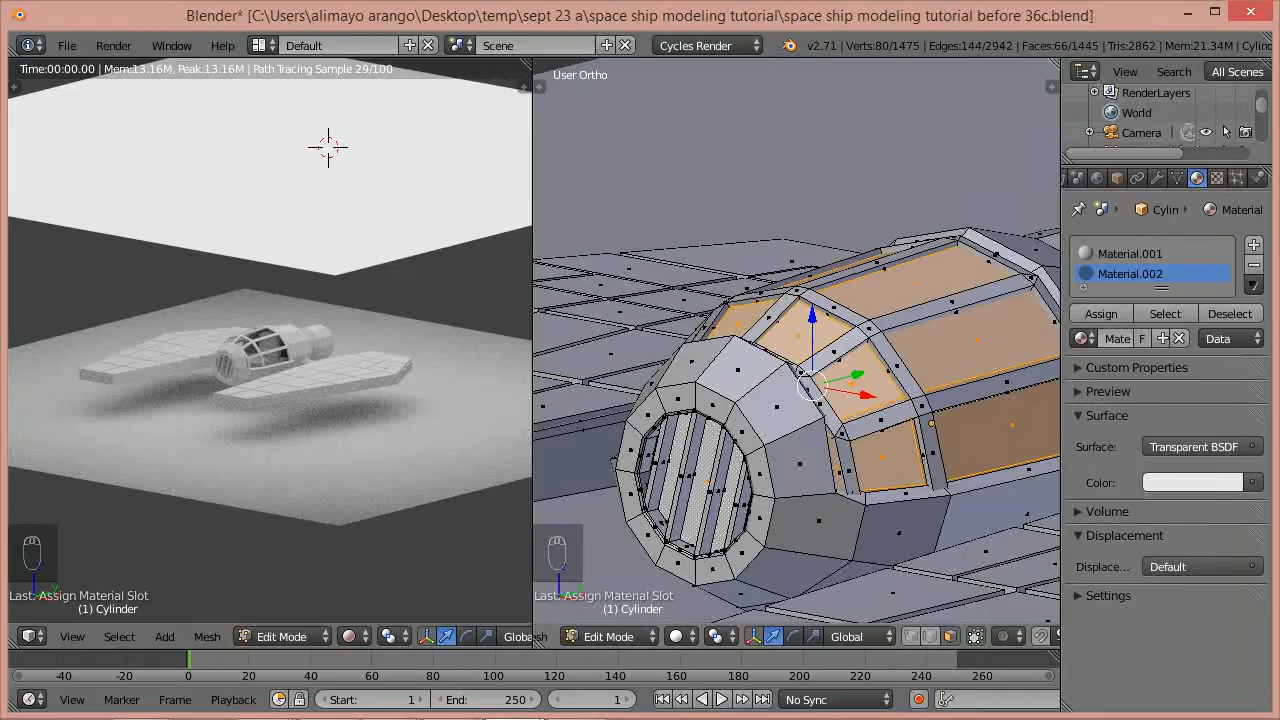 Blender* [C:\Users\alimayo arango\Desktop\temp\sept 23 a\space ship modeling tutorial\space ship modeling tutorial before 36c.blend]
File Render Window Help Default Scene Cycles Render v2.71 | Verts:80/1475 | Edges:144/2942 | Faces:66/1445 | Tris:2862 | Mem:21.34M | Cylinc
Time:00:00.00 | Mem:13.16M, Peak:13.16M | Path Tracing Sample 29/100
User Ortho
View Search All Scenes
RenderLayers
World
Camera
Cylin Material
Material.001
Material.002
Assign Select Deselect
Mate F Data
Custom Properties
Preview
Surface
Surface: Transparent BSDF
Color:
Volume
Displacement
Displace... Default
Settings
Last: Assign Material Slot
(1) Cylinder
Last: Assign Material Slot
(1) Cylinder
View Select Add Mesh Edit Mode Globa
Edit Mode Global
-40 -20 0 20 40 60 80 100 120 140 160 180 200 220 240 260
View Marker Frame Playback Start: 1 End: 250 1 No Sync